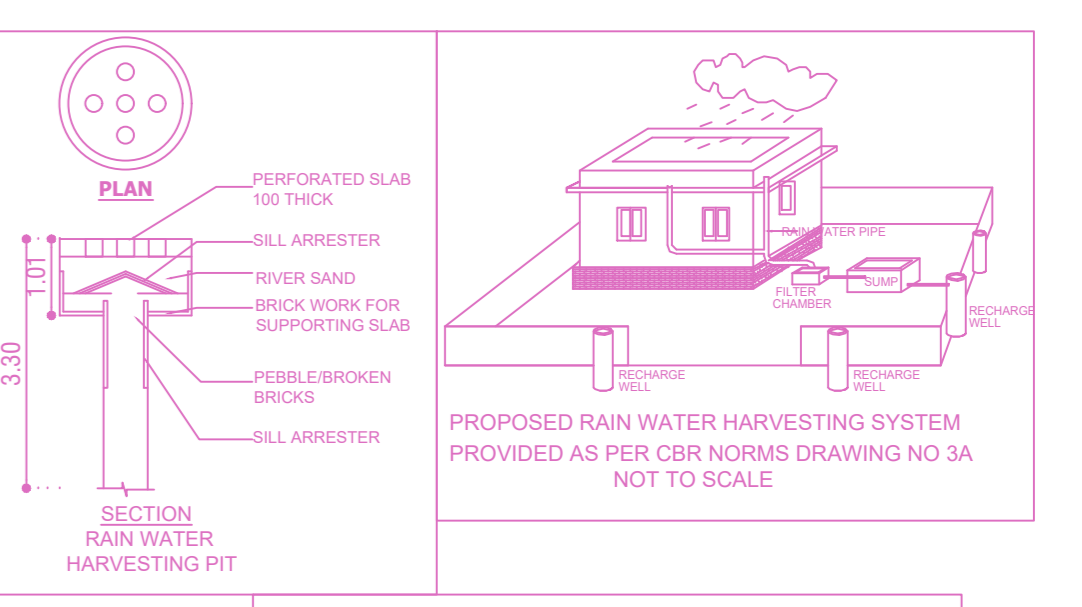 PLAN
PERFORATED SLAB
100 THICK
SILL ARRESTER
RIVER SAND
BRICK WORK FOR
SUPPORTING SLAB
PEBBLE/BROKEN
BRICKS
SILL ARRESTER
1.01
3.30
SECTION
RAIN WATER
HARVESTING PIT
RAIN WATER PIPE
FILTER
CHAMBER
SUMP
RECHARGE
WELL
RECHARGE
WELL
RECHARGE
WELL
PROPOSED RAIN WATER HARVESTING SYSTEM
PROVIDED AS PER CBR NORMS DRAWING NO 3A
NOT TO SCALE